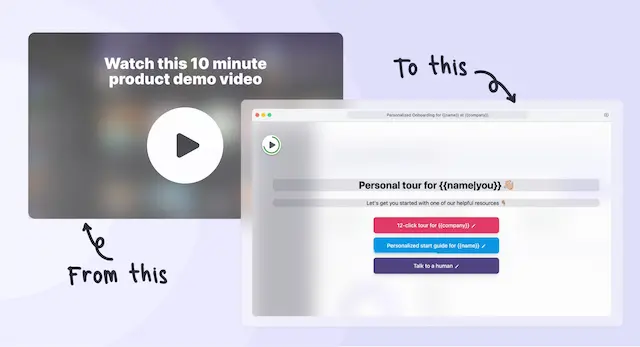 Watch this 10 minute
product demo video
From this
To this
Personalized Onboarding for {{name}} at {{company}}.
Personal tour for {{name|you}} 👋🏼
Let's get you started with one of our helpful resources 👇🏼
12-click tour for {{company}}
Personalized start guide for {{name}}
Talk to a human